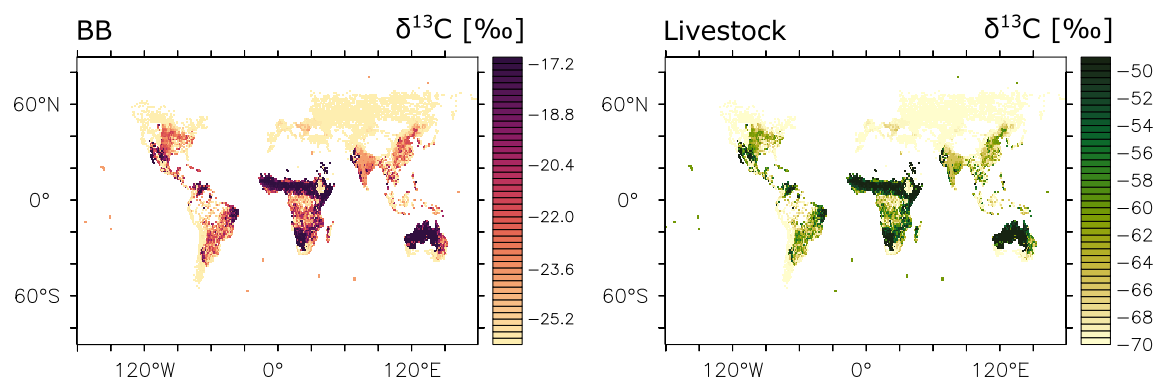 BB
δ¹³C [‰]
60°N
0°
60°S
120°W
0°
120°E
−17.2
−18.8
−20.4
−22.0
−23.6
−25.2
Livestock
δ¹³C [‰]
60°N
0°
60°S
120°W
0°
120°E
−50
−52
−54
−56
−58
−60
−62
−64
−66
−68
−70